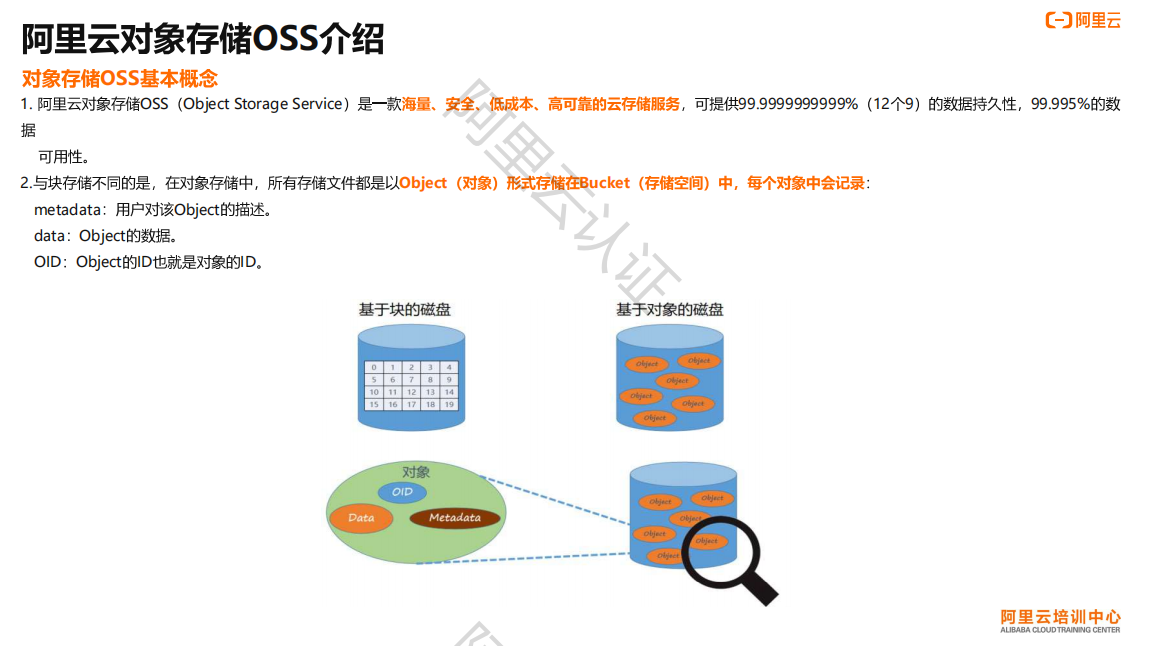 阿里云对象存储OSS介绍
阿里云
对象存储OSS基本概念
1. 阿里云对象存储OSS（Object Storage Service）是一款海量、安全、低成本、高可靠的云存储服务，可提供99.9999999999%（12个9）的数据持久性，99.995%的数
据
可用性。
2.与块存储不同的是，在对象存储中，所有存储文件都是以Object（对象）形式存储在Bucket（存储空间）中，每个对象中会记录：
metadata：用户对该Object的描述。
data：Object的数据。
OID：Object的ID也就是对象的ID。
阿里云认证
基于块的磁盘
基于对象的磁盘
0 1 2 3 4
5 6 7 8 9
10 11 12 13 14
15 16 17 18 19
Object
Object
Object
Object
Object
Object
对象
OID
Data
Metadata
Object
Object
Object
Object
Object
Object
阿里云培训中心
ALIBABA CLOUD TRAINING CENTER
阿